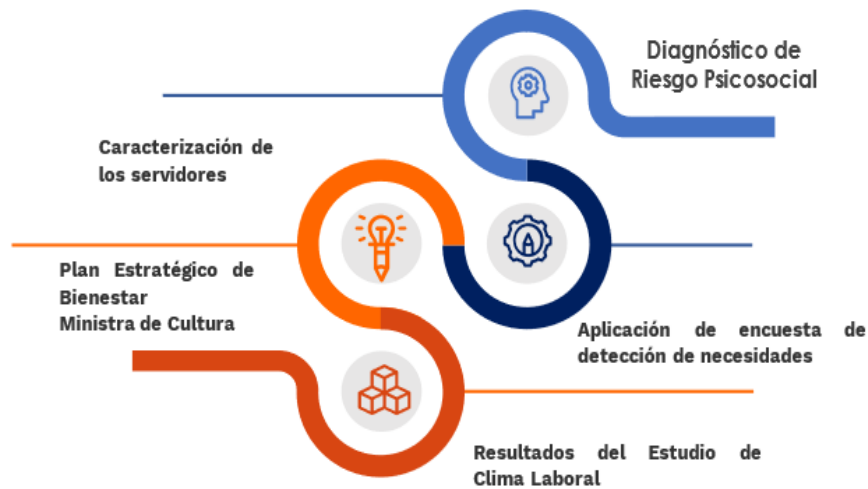 Diagnóstico de
Riesgo Psicosocial
Caracterización de
los servidores
Plan Estratégico de
Bienestar
Ministra de Cultura
Aplicación de encuesta de
detección de necesidades
Resultados del Estudio de
Clima Laboral